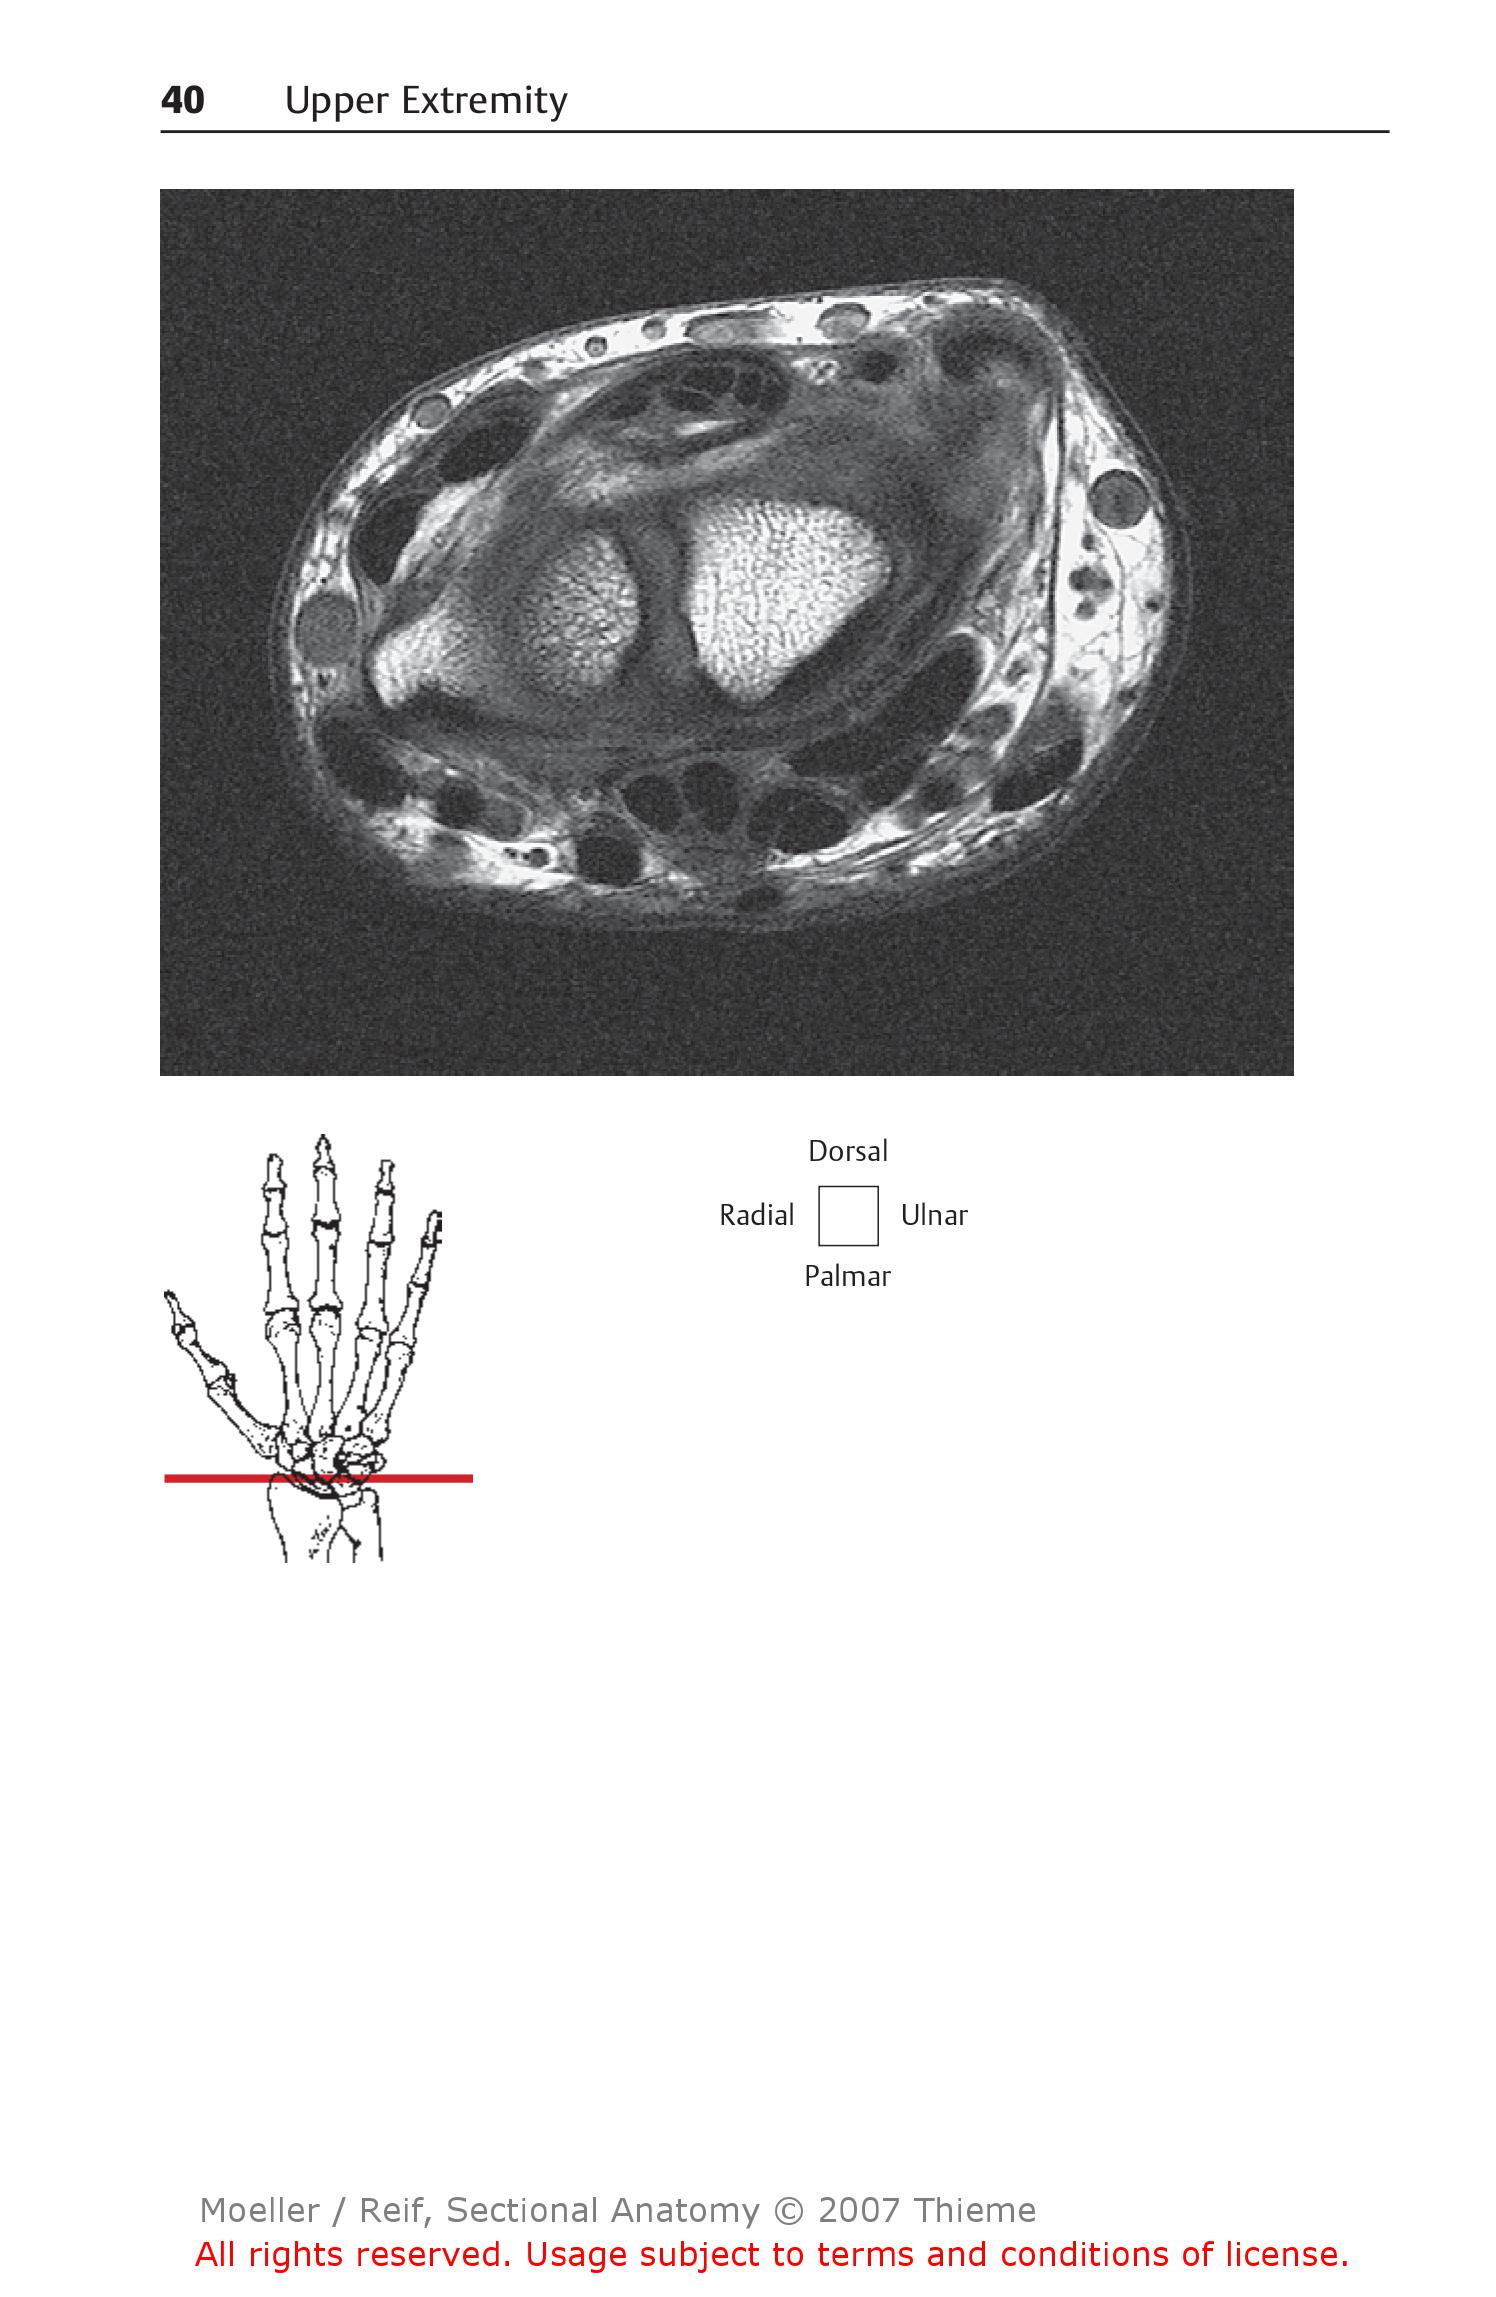 40 Upper Extremity
Dorsal
Radial Ulnar
Palmar
Moeller / Reif, Sectional Anatomy © 2007 Thieme
All rights reserved. Usage subject to terms and conditions of license.